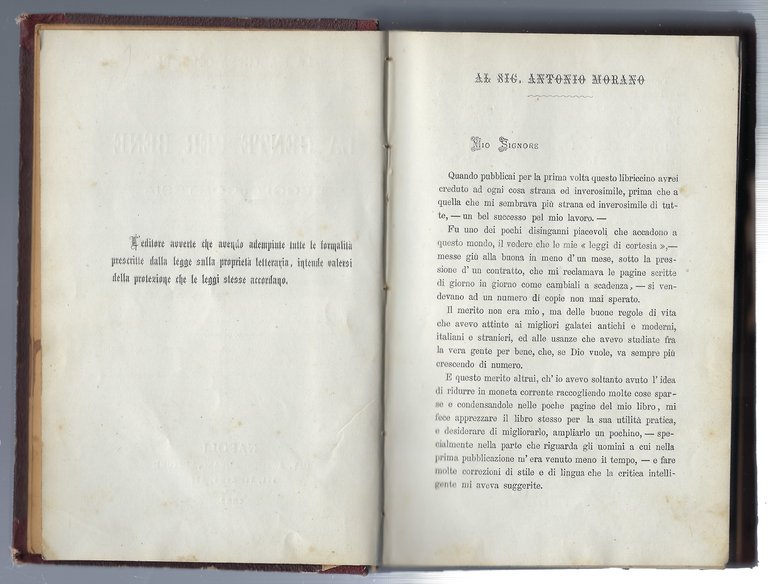 L'editore avverte che avendo adempiute tutte le formalità
prescritte dalla legge sulla proprietà letteraria, intende valersi
della protezione che le leggi stesse accordano.
AL SIG. ANTONIO MORANO
Mio Signore
Quando pubblicai per la prima volta questo libriccino avrei
creduto ad ogni cosa strana ed inverosimile, prima che a
quella che mi sembrava più strana ed inverosimile di tut-
te, — un bel successo pel mio lavoro. —
Fu uno dei pochi disinganni piacevoli che accadono a
questo mondo, il vedere che le mie « leggi di cortesia »,—
messe giù alla buona in meno d'un mese, sotto la pres-
sione d'un contratto, che mi reclamava le pagine scritte
di giorno in giorno come cambiali a scadenza, — si ven-
devano ad un numero di copie non mai sperato.
Il merito non era mio, ma delle buone regole di vita
che avevo attinte ai migliori galatei antichi e moderni,
italiani e stranieri, ed alle usanze che avevo studiate fra
la vera gente per bene, che, se Dio vuole, va sempre più
crescendo di numero.
E questo merito altrui, ch'io avevo soltanto avuto l'idea
di ridurre in moneta corrente raccogliendo molte cose spar-
se e condensandole nelle poche pagine del mio libro, mi
fece apprezzare il libro stesso per la sua utilità pratica,
e desiderare di migliorarlo, ampliarlo un pochino, — spe-
cialmente nella parte che riguarda gli uomini a cui nella
prima pubblicazione m'era venuto meno il tempo, — e fare
molte correzioni di stile e di lingua che la critica intelli-
gente mi aveva suggerite.